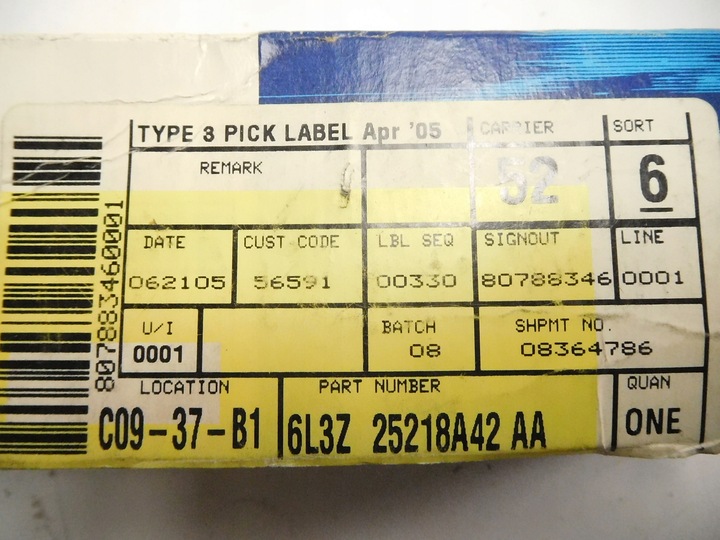 TYPE 3 PICK LABEL Apr '05 CARRIER SORT
REMARK 52 6
DATE CUST CODE LBL SEQ SIGNOUT LINE
062105 56591 00330 80788346 0001
U/I BATCH SHPMT NO.
0001 08 08364786
LOCATION PART NUMBER QUAN
C09-37-B1 6L3Z 25218A42 AA ONE
807883460001